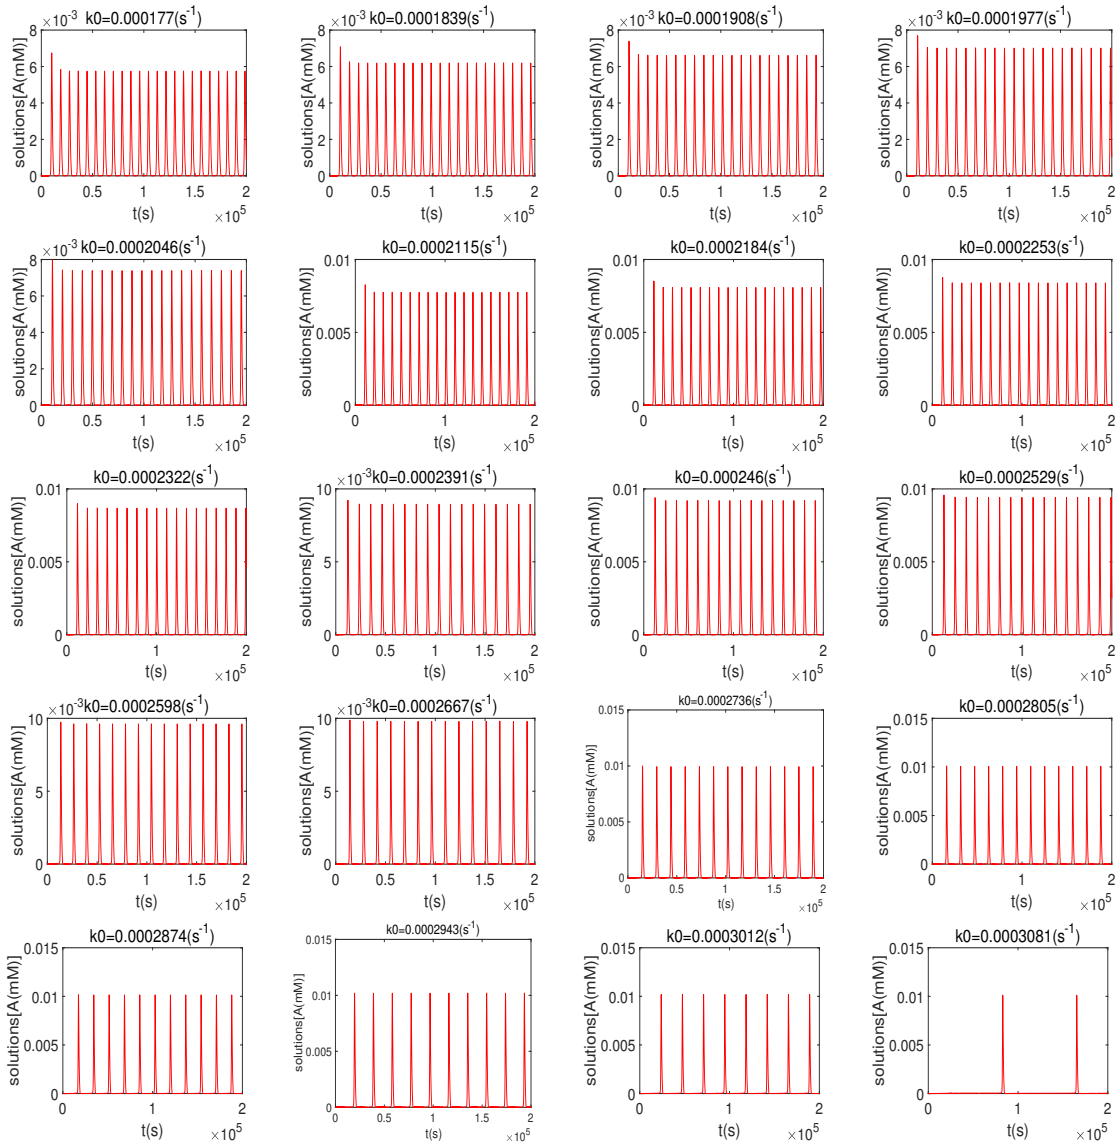 ×10⁻³ k0=0.000177(s⁻¹)
×10⁻³ k0=0.0001839(s⁻¹)
×10⁻³ k0=0.0001908(s⁻¹)
×10⁻³ k0=0.0001977(s⁻¹)
solutions[A(mM)]
8
6
4
2
0
0 0.5 1 1.5 2
t(s)
×10⁵
solutions[A(mM)]
8
6
4
2
0
0 0.5 1 1.5 2
t(s)
×10⁵
solutions[A(mM)]
8
6
4
2
0
0 0.5 1 1.5 2
t(s)
×10⁵
solutions[A(mM)]
8
6
4
2
0
0 0.5 1 1.5 2
t(s)
×10⁵
×10⁻³ k0=0.0002046(s⁻¹)
k0=0.0002115(s⁻¹)
k0=0.0002184(s⁻¹)
k0=0.0002253(s⁻¹)
solutions[A(mM)]
8
6
4
2
0
0 0.5 1 1.5 2
t(s)
×10⁵
solutions[A(mM)]
0.01
0.005
0
0 1 2
t(s)
×10⁵
solutions[A(mM)]
0.01
0.005
0
0 1 2
t(s)
×10⁵
solutions[A(mM)]
0.01
0.005
0
0 1 2
t(s)
×10⁵
k0=0.0002322(s⁻¹)
×10⁻³ k0=0.0002391(s⁻¹)
k0=0.000246(s⁻¹)
k0=0.0002529(s⁻¹)
solutions[A(mM)]
0.01
0.005
0
0 1 2
t(s)
×10⁵
solutions[A(mM)]
10
5
0
0 0.5 1 1.5 2
t(s)
×10⁵
solutions[A(mM)]
0.01
0.005
0
0 1 2
t(s)
×10⁵
solutions[A(mM)]
0.01
0.005
0
0 1 2
t(s)
×10⁵
×10⁻³ k0=0.0002598(s⁻¹)
×10⁻³ k0=0.0002667(s⁻¹)
k0=0.0002736(s⁻¹)
k0=0.0002805(s⁻¹)
solutions[A(mM)]
10
5
0
0 0.5 1 1.5 2
t(s)
×10⁵
solutions[A(mM)]
10
5
0
0 0.5 1 1.5 2
t(s)
×10⁵
solutions[A(mM)]
0.015
0.01
0.005
0
0 0.5 1 1.5 2
t(s)
×10⁵
solutions[A(mM)]
0.015
0.01
0.005
0
0 1 2
t(s)
×10⁵
k0=0.0002874(s⁻¹)
k0=0.0002943(s⁻¹)
k0=0.0003012(s⁻¹)
k0=0.0003081(s⁻¹)
solutions[A(mM)]
0.015
0.01
0.005
0
0 1 2
t(s)
×10⁵
solutions[A(mM)]
0.015
0.01
0.005
0
0 0.5 1 1.5 2
t(s)
×10⁵
solutions[A(mM)]
0.015
0.01
0.005
0
0 1 2
t(s)
×10⁵
solutions[A(mM)]
0.015
0.01
0.005
0
0 1 2
t(s)
×10⁵